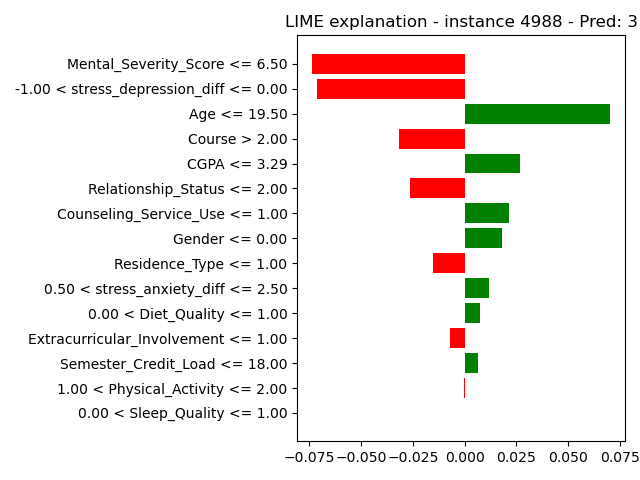 LIME explanation - instance 4988 - Pred: 3
Mental_Severity_Score <= 6.50
-1.00 < stress_depression_diff <= 0.00
Age <= 19.50
Course > 2.00
CGPA <= 3.29
Relationship_Status <= 2.00
Counseling_Service_Use <= 1.00
Gender <= 0.00
Residence_Type <= 1.00
0.50 < stress_anxiety_diff <= 2.50
0.00 < Diet_Quality <= 1.00
Extracurricular_Involvement <= 1.00
Semester_Credit_Load <= 18.00
1.00 < Physical_Activity <= 2.00
0.00 < Sleep_Quality <= 1.00
−0.075 −0.050 −0.025 0.000 0.025 0.050 0.075